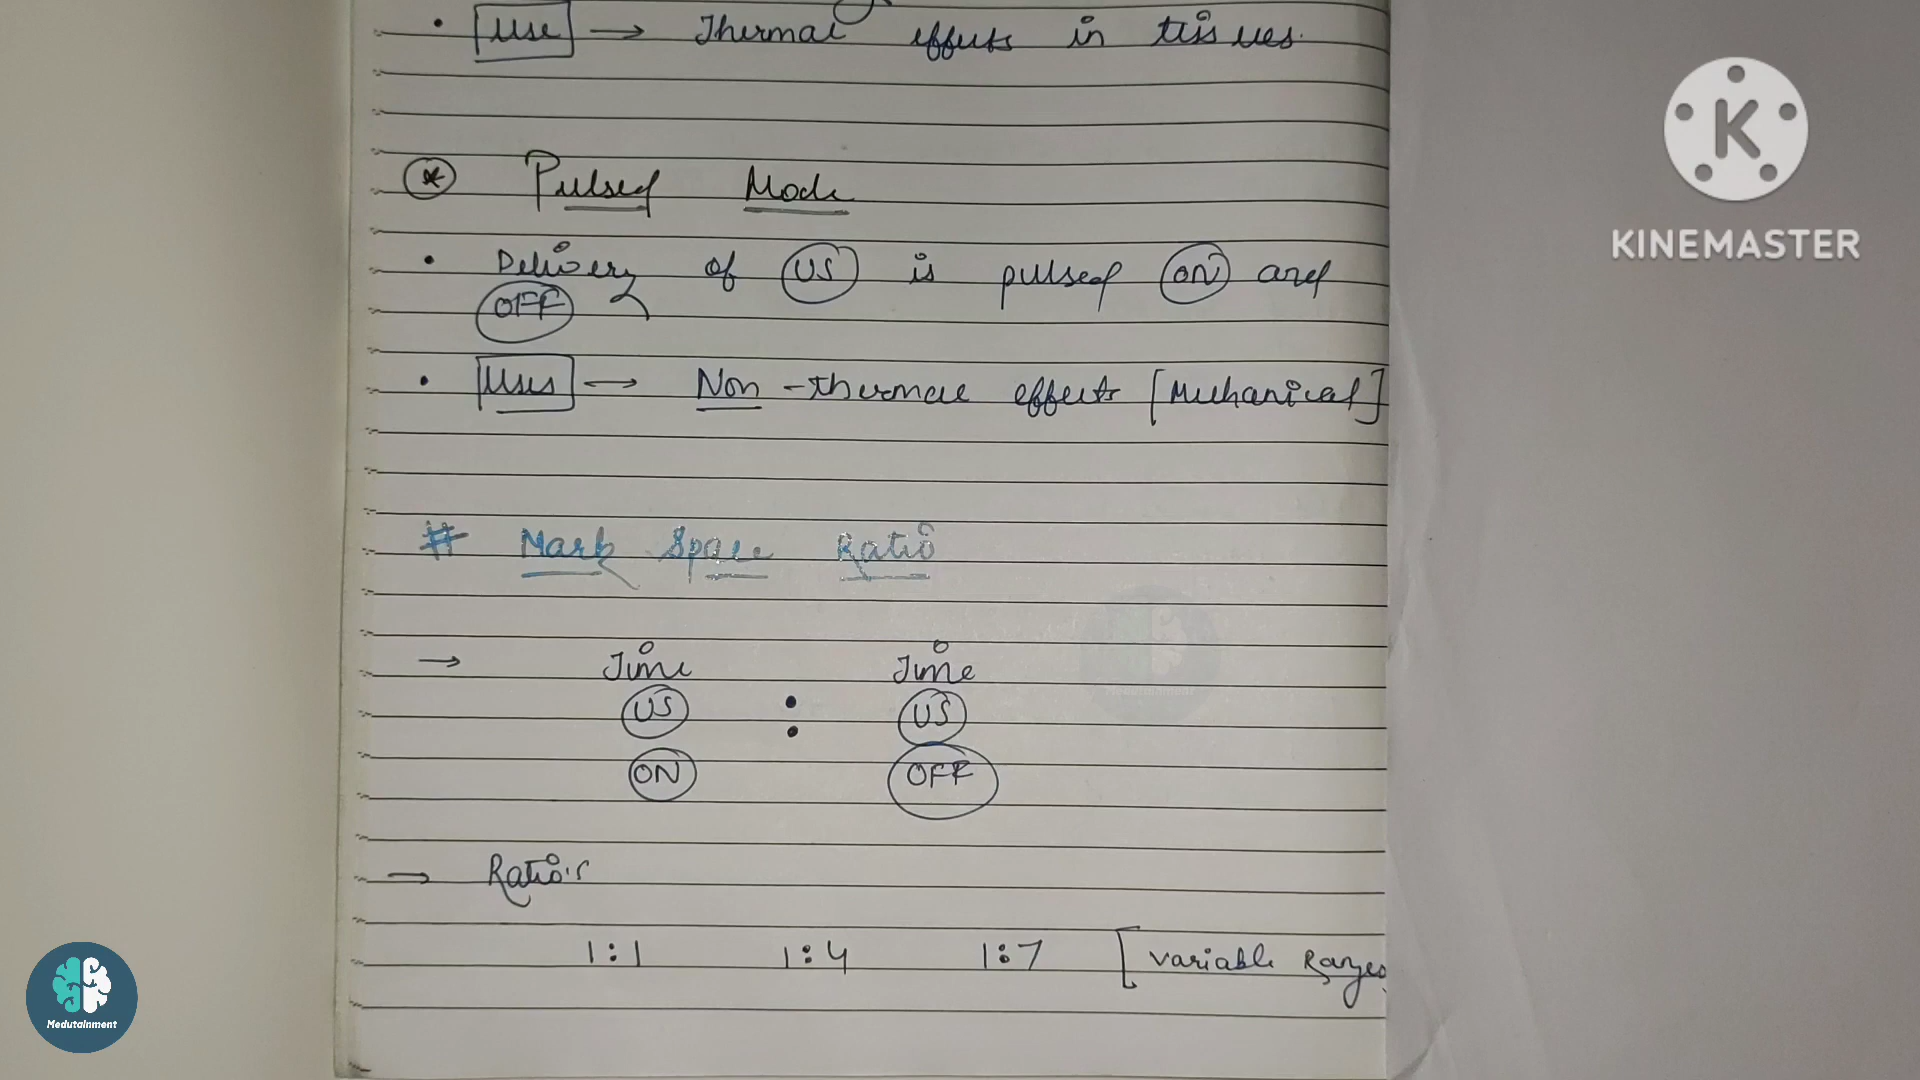 • Use → Thermal effects in tissues.
* Pulsed Mode
• Delivery of US is pulsed ON and
OFF
• Uses → Non-thermal effects [Mechanical]
# Mark Space Ratio
→ Time : Time
US US
ON OFF
→ Ratio's
1:1 1:4 1:7 [variable Ranges
K
KINEMASTER
Medutainment
Medutainment